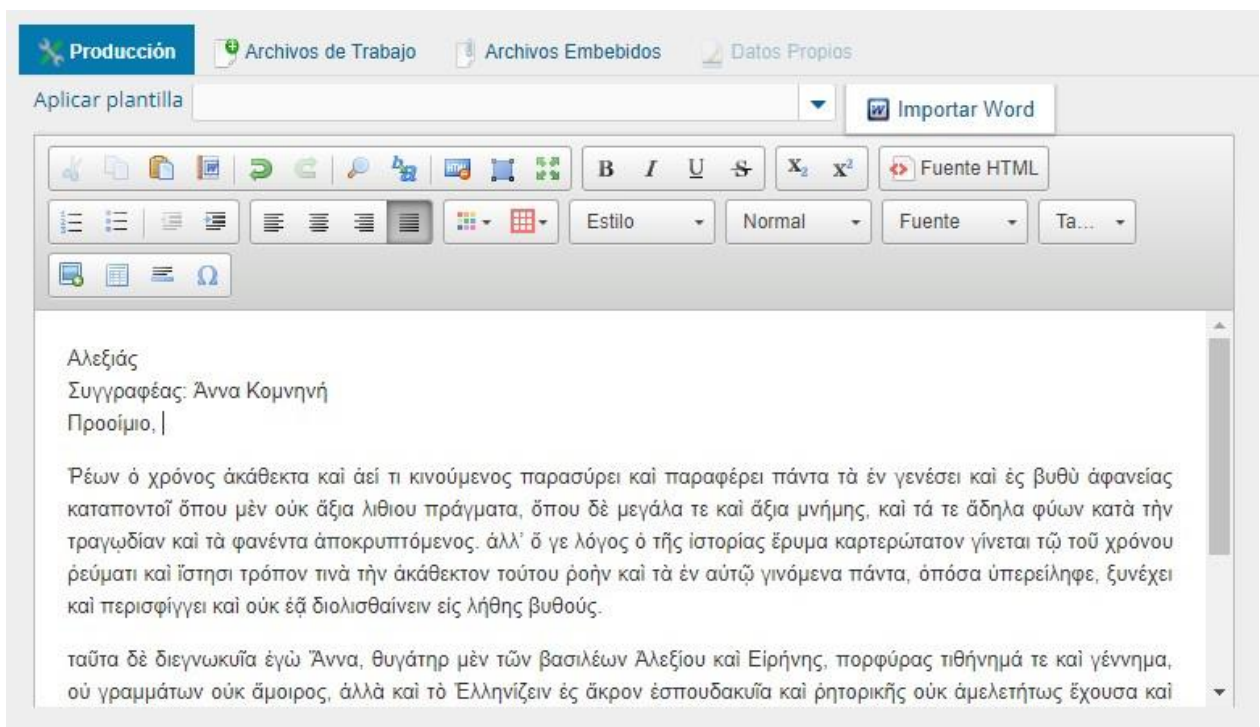 Producción Archivos de Trabajo Archivos Embebidos Datos Propios
Aplicar plantilla Importar Word
B I U S X₂ x² Fuente HTML
Estilo Normal Fuente Ta...
Ω
Αλεξιάς
Συγγραφέας: Άννα Κομνηνή
Προοίμιο,
Ῥέων ὁ χρόνος ἀκάθεκτα καὶ ἀεί τι κινούμενος παρασύρει καὶ παραφέρει πάντα τὰ ἐν γενέσει καὶ ἐς βυθὺ ἀφανείας
καταποντοῖ ὅπου μὲν οὐκ ἄξια λιθιου πράγματα, ὅπου δὲ μεγάλα τε καὶ ἄξια μνήμης, καὶ τά τε ἄδηλα φύων κατὰ τὴν
τραγῳδίαν καὶ τὰ φανέντα ἀποκρυπτόμενος. ἀλλ’ ὅ γε λόγος ὁ τῆς ἱστορίας ἔρυμα καρτερώτατον γίνεται τῷ τοῦ χρόνου
ῥεύματι καὶ ἵστησι τρόπον τινὰ τὴν ἀκάθεκτον τούτου ῥοὴν καὶ τὰ ἐν αὐτῷ γινόμενα πάντα, ὁπόσα ὑπερείληφε, ξυνέχει
καὶ περισφίγγει καὶ οὐκ ἐᾷ διολισθαίνειν εἰς λήθης βυθούς.
ταῦτα δὲ διεγνωκυῖα ἐγὼ Ἄννα, θυγάτηρ μὲν τῶν βασιλέων Ἀλεξίου καὶ Εἰρήνης, πορφύρας τιθήνημά τε καὶ γέννημα,
οὐ γραμμάτων οὐκ ἄμοιρος, ἀλλὰ καὶ τὸ Ἑλληνίζειν ἐς ἄκρον ἐσπουδακυῖα καὶ ῥητορικῆς οὐκ ἀμελετήτως ἔχουσα καὶ